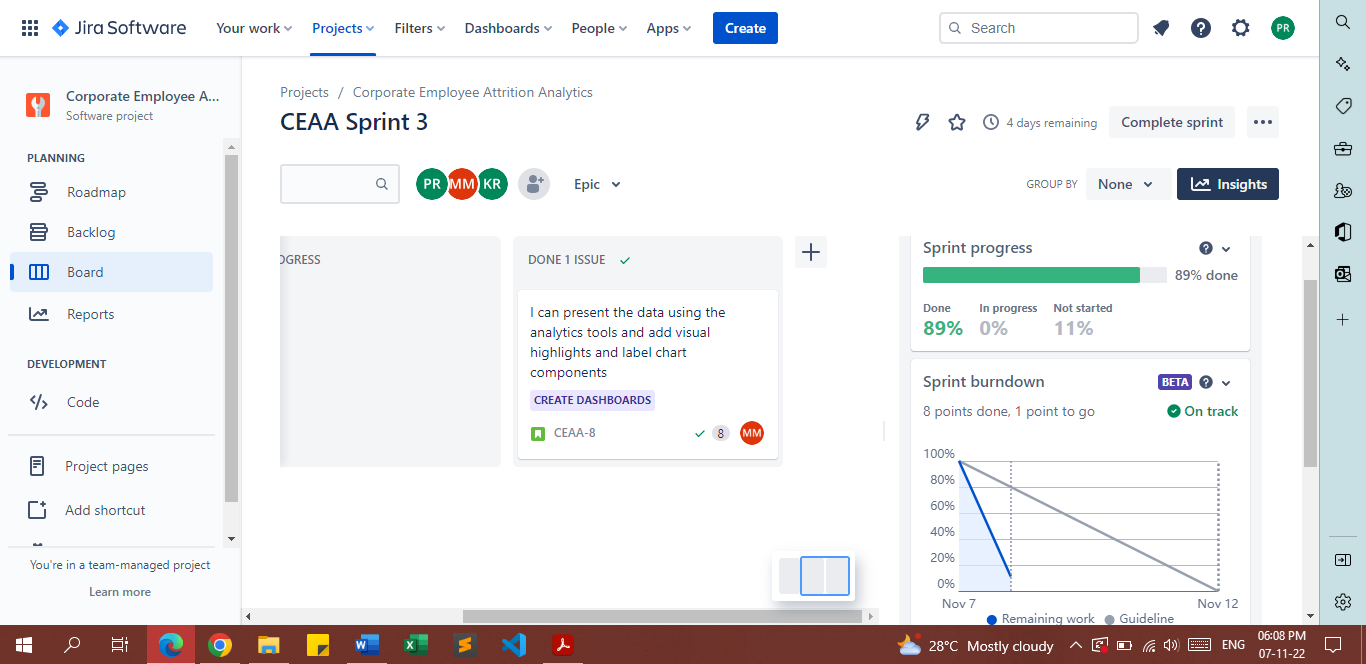 Jira Software
Your work
Projects
Filters
Dashboards
People
Apps
Create
Search
PR
Corporate Employee A...
Software project
PLANNING
Roadmap
Backlog
Board
Reports
DEVELOPMENT
Code
Project pages
Add shortcut
You're in a team-managed project
Learn more
Projects / Corporate Employee Attrition Analytics
CEAA Sprint 3
4 days remaining
Complete sprint
PR MM KR
Epic
GROUP BY
None
Insights
OGRESS
DONE 1 ISSUE
I can present the data using the
analytics tools and add visual
highlights and label chart
components
CREATE DASHBOARDS
CEAA-8
8
MM
Sprint progress
89% done
Done In progress Not started
89% 0% 11%
Sprint burndown
BETA
8 points done, 1 point to go
On track
100%
80%
60%
40%
20%
0%
Nov 7 Nov 12
Remaining work Guideline
28°C Mostly cloudy
ENG
06:08 PM
07-11-22